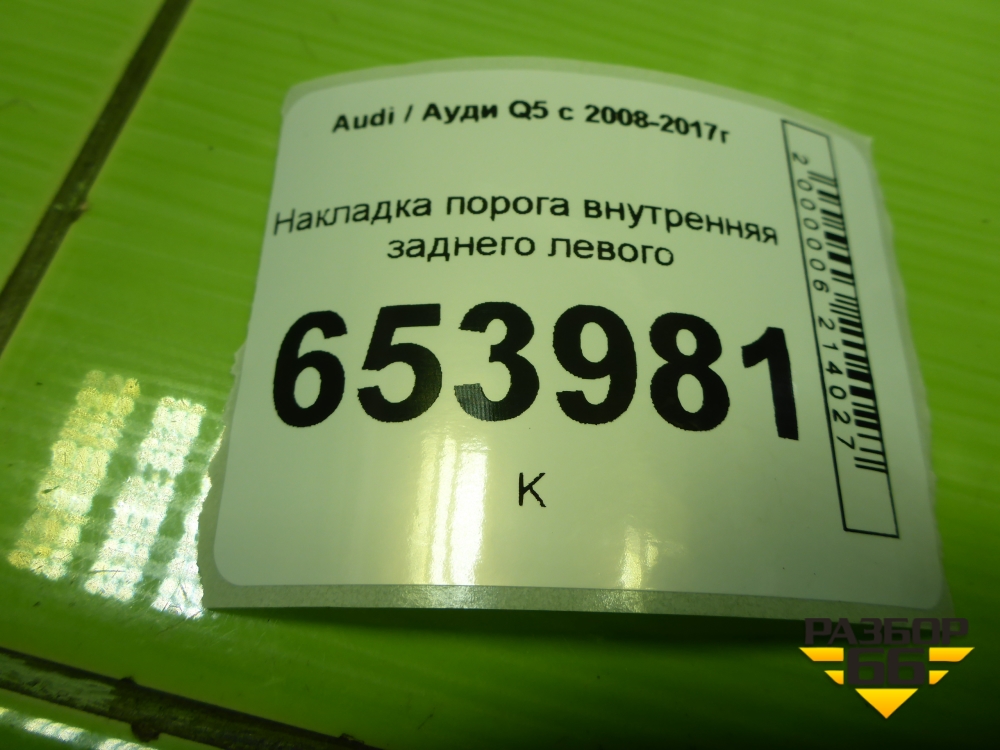 Audi / Ауди Q5 с 2008-2017г
Накладка порога внутренняя
заднего левого
653981
К
2000006214027
РАЗБОР
66